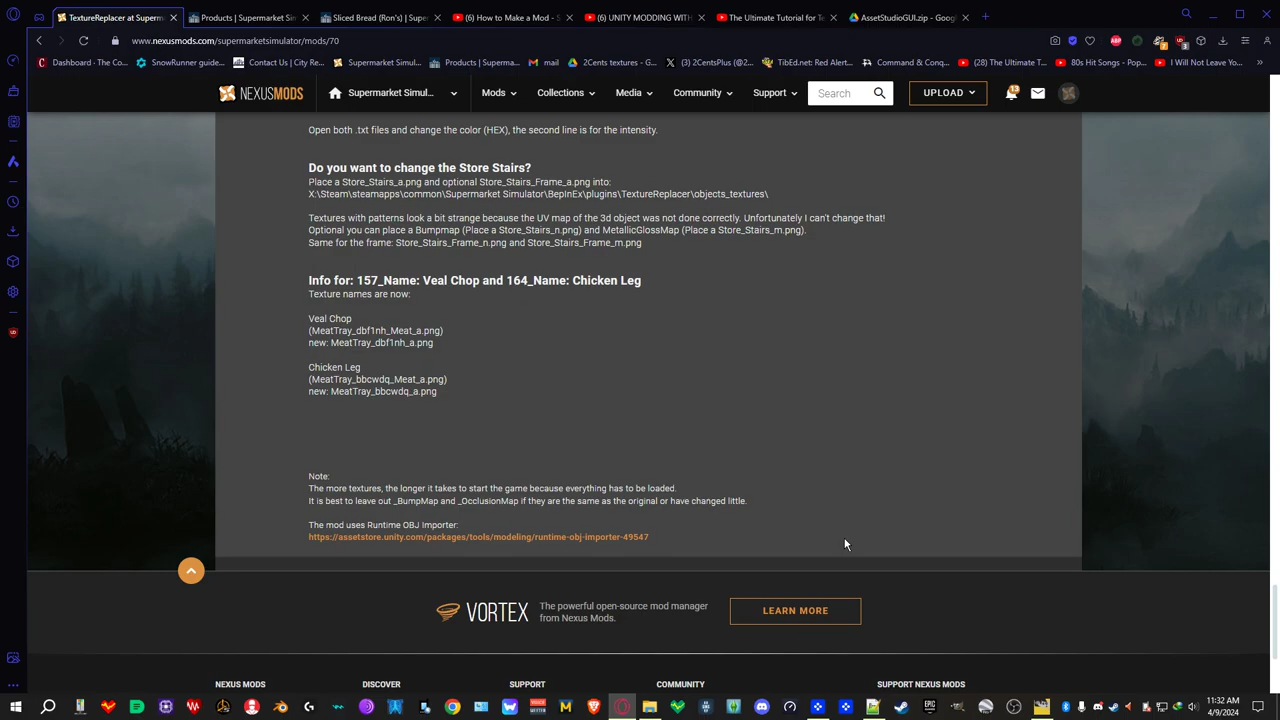 TextureReplacer at Superm
Products | Supermarket Sim
Sliced Bread (Ron's) | Supe
(6) How to Make a Mod - S
(6) UNITY MODDING WITH
The Ultimate Tutorial for Te
AssetStudioGUI.zip - Googl
www.nexusmods.com/supermarketsimulator/mods/70
Dashboard - The Co...
SnowRunner guide...
Contact Us | City Re...
Supermarket Simul...
Products | Superma...
mail
2Cents textures - G...
(3) 2CentsPlus (@2...
TibEd.net: Red Alert...
Command & Conq...
(28) The Ultimate T...
80s Hit Songs - Pop...
I Will Not Leave Yo...
NEXUSMODS
Supermarket Simul...
Mods
Collections
Media
Community
Support
Search
UPLOAD
13
Open both .txt files and change the color (HEX), the second line is for the intensity.
Do you want to change the Store Stairs?
Place a Store_Stairs_a.png and optional Store_Stairs_Frame_a.png into:
X:\Steam\steamapps\common\Supermarket Simulator\BepInEx\plugins\TextureReplacer\objects_textures\
Textures with patterns look a bit strange because the UV map of the 3d object was not done correctly. Unfortunately I can't change that!
Optional you can place a Bumpmap (Place a Store_Stairs_n.png) and MetallicGlossMap (Place a Store_Stairs_m.png).
Same for the frame: Store_Stairs_Frame_n.png and Store_Stairs_Frame_m.png
Info for: 157_Name: Veal Chop and 164_Name: Chicken Leg
Texture names are now:
Veal Chop
(MeatTray_dbf1nh_Meat_a.png)
new: MeatTray_dbf1nh_a.png
Chicken Leg
(MeatTray_bbcwdq_Meat_a.png)
new: MeatTray_bbcwdq_a.png
Note:
The more textures, the longer it takes to start the game because everything has to be loaded.
It is best to leave out _BumpMap and _OcclusionMap if they are the same as the original or have changed little.
The mod uses Runtime OBJ Importer:
https://assetstore.unity.com/packages/tools/modeling/runtime-obj-importer-49547
VORTEX
The powerful open-source mod manager
from Nexus Mods.
LEARN MORE
NEXUS MODS
DISCOVER
SUPPORT
COMMUNITY
SUPPORT NEXUS MODS
11:32 AM
4/9/2024